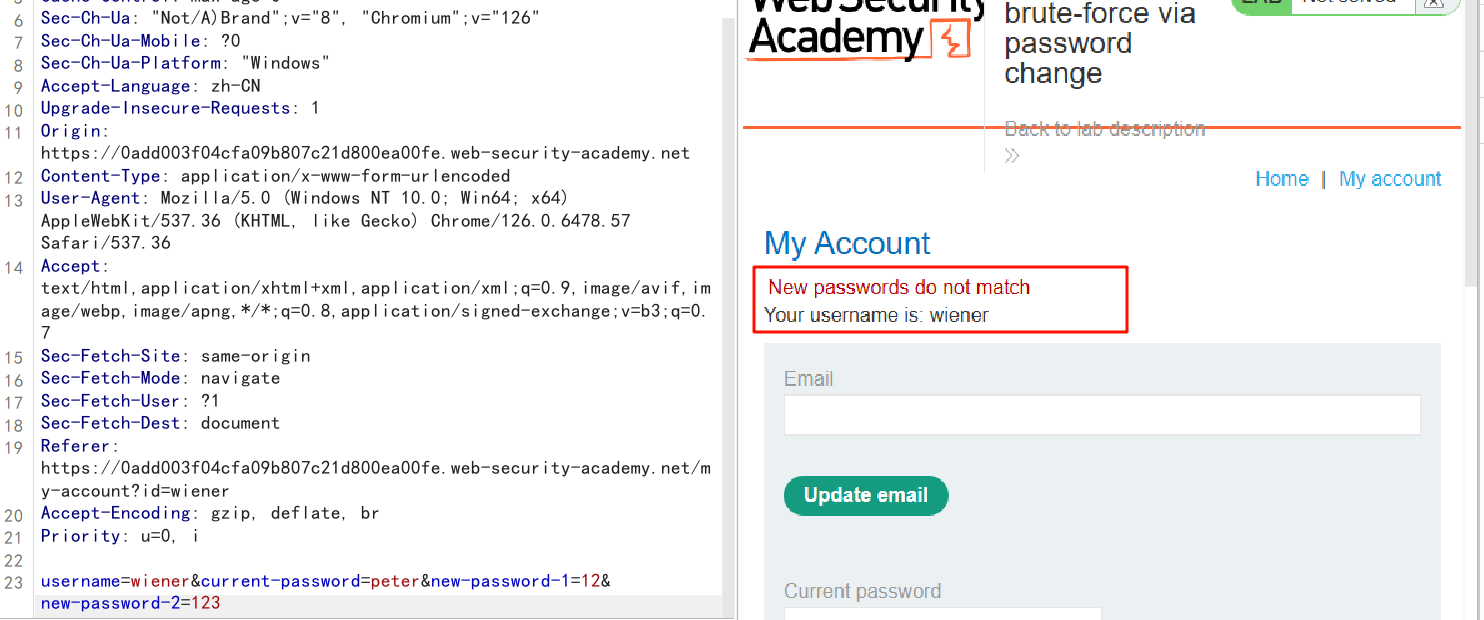 6 Sec-Ch-Ua: "Not/A)Brand";v="8", "Chromium";v="126"
7 Sec-Ch-Ua-Mobile: ?0
8 Sec-Ch-Ua-Platform: "Windows"
9 Accept-Language: zh-CN
10 Upgrade-Insecure-Requests: 1
11 Origin:
https://0add003f04cfa09b807c21d800ea00fe.web-security-academy.net
12 Content-Type: application/x-www-form-urlencoded
13 User-Agent: Mozilla/5.0 (Windows NT 10.0; Win64; x64)
AppleWebKit/537.36 (KHTML, like Gecko) Chrome/126.0.6478.57
Safari/537.36
14 Accept:
text/html,application/xhtml+xml,application/xml;q=0.9,image/avif,im
age/webp,image/apng,*/*;q=0.8,application/signed-exchange;v=b3;q=0.
7
15 Sec-Fetch-Site: same-origin
16 Sec-Fetch-Mode: navigate
17 Sec-Fetch-User: ?1
18 Sec-Fetch-Dest: document
19 Referer:
https://0add003f04cfa09b807c21d800ea00fe.web-security-academy.net/m
y-account?id=wiener
20 Accept-Encoding: gzip, deflate, br
21 Priority: u=0, i
22
23 username=wiener&current-password=peter&new-password-1=12&
new-password-2=123
Web Security
Academy
brute-force via
password
change
Back to lab description
Home | My account
My Account
New passwords do not match
Your username is: wiener
Email
Update email
Current password